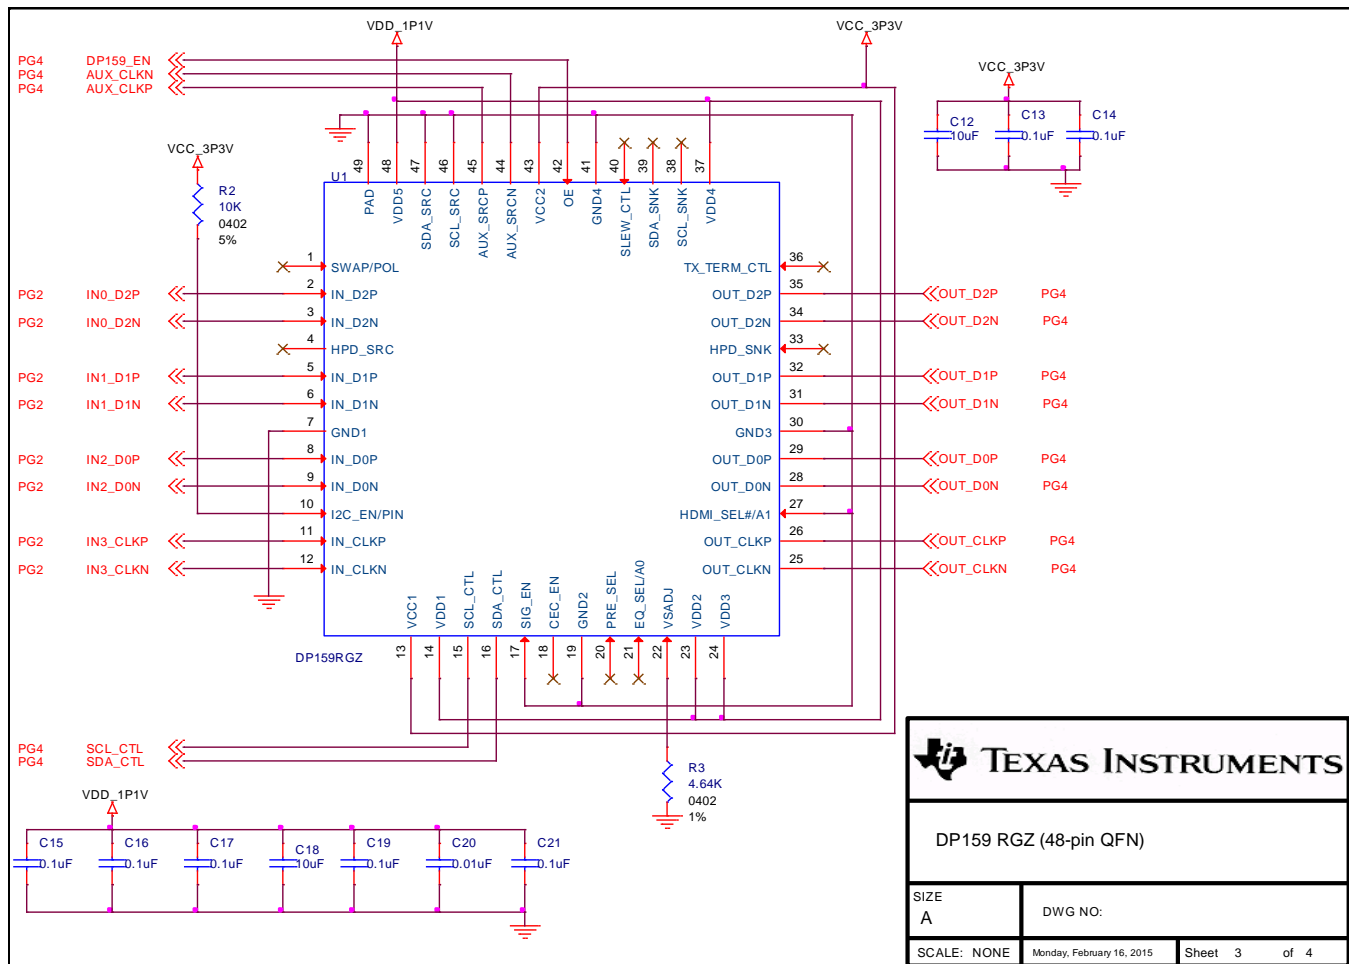 VDD_1P1V
VCC_3P3V
PG4 DP159_EN
PG4 AUX_CLKN
PG4 AUX_CLKP
VCC_3P3V
C12 10uF
C13 0.1uF
C14 0.1uF
VCC_3P3V
R2
10K
0402
5%
U1
49 48 47 46 45 44 43 42 41 40 39 38 37
PAD VDD5 SDA_SRC SCL_SRC AUX_SRCP AUX_SRCN VCC2 OE GND4 SLEW_CTL SDA_SNK SCL_SNK VDD4
1 SWAP/POL TX_TERM_CTL 36
PG2 IN0_D2P 2 IN_D2P OUT_D2P 35 OUT_D2P PG4
PG2 IN0_D2N 3 IN_D2N OUT_D2N 34 OUT_D2N PG4
4 HPD_SRC HPD_SNK 33
PG2 IN1_D1P 5 IN_D1P OUT_D1P 32 OUT_D1P PG4
PG2 IN1_D1N 6 IN_D1N OUT_D1N 31 OUT_D1N PG4
7 GND1 GND3 30
PG2 IN2_D0P 8 IN_D0P OUT_D0P 29 OUT_D0P PG4
PG2 IN2_D0N 9 IN_D0N OUT_D0N 28 OUT_D0N PG4
10 I2C_EN/PIN HDMI_SEL#/A1 27
PG2 IN3_CLKP 11 IN_CLKP OUT_CLKP 26 OUT_CLKP PG4
PG2 IN3_CLKN 12 IN_CLKN OUT_CLKN 25 OUT_CLKN PG4
VCC1 VDD1 SCL_CTL SDA_CTL SIG_EN CEC_EN GND2 PRE_SEL EQ_SEL/A0 VSADJ VDD2 VDD3
13 14 15 16 17 18 19 20 21 22 23 24
DP159RGZ
PG4 SCL_CTL
PG4 SDA_CTL
R3
4.64K
0402
1%
VDD_1P1V
C15 0.1uF
C16 0.1uF
C17 0.1uF
C18 10uF
C19 0.1uF
C20 0.01uF
C21 0.1uF
ti TEXAS INSTRUMENTS
DP159 RGZ (48-pin QFN)
SIZE
A
DWG NO:
SCALE: NONE Monday, February 16, 2015 Sheet 3 of 4